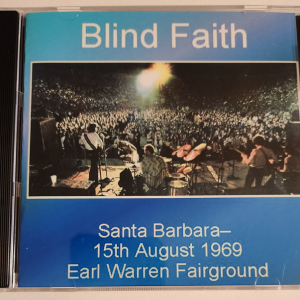 Blind Faith
Santa Barbara–
15th August 1969
Earl Warren Fairground